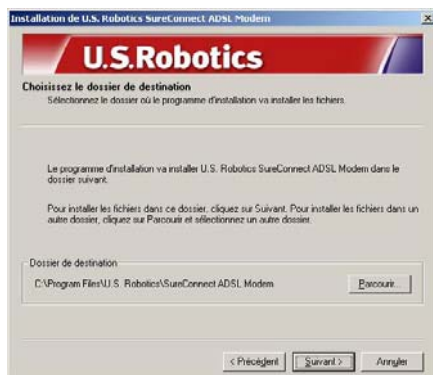 Installation de U.S. Robotics SureConnect ADSL Modem
U.S.Robotics
Choisissez le dossier de destination
Sélectionnez le dossier où le programme d'installation va installer les fichiers.
Le programme d'installation va installer U.S. Robotics SureConnect ADSL Modem dans le
dossier suivant.
Pour installer les fichiers dans ce dossier, cliquez sur Suivant. Pour installer les fichiers dans un
autre dossier, cliquez sur Parcourir et sélectionnez un autre dossier.
Dossier de destination
C:\Program Files\U.S. Robotics\SureConnect ADSL Modem
Parcourir...
< Précédent
Suivant >
Annuler